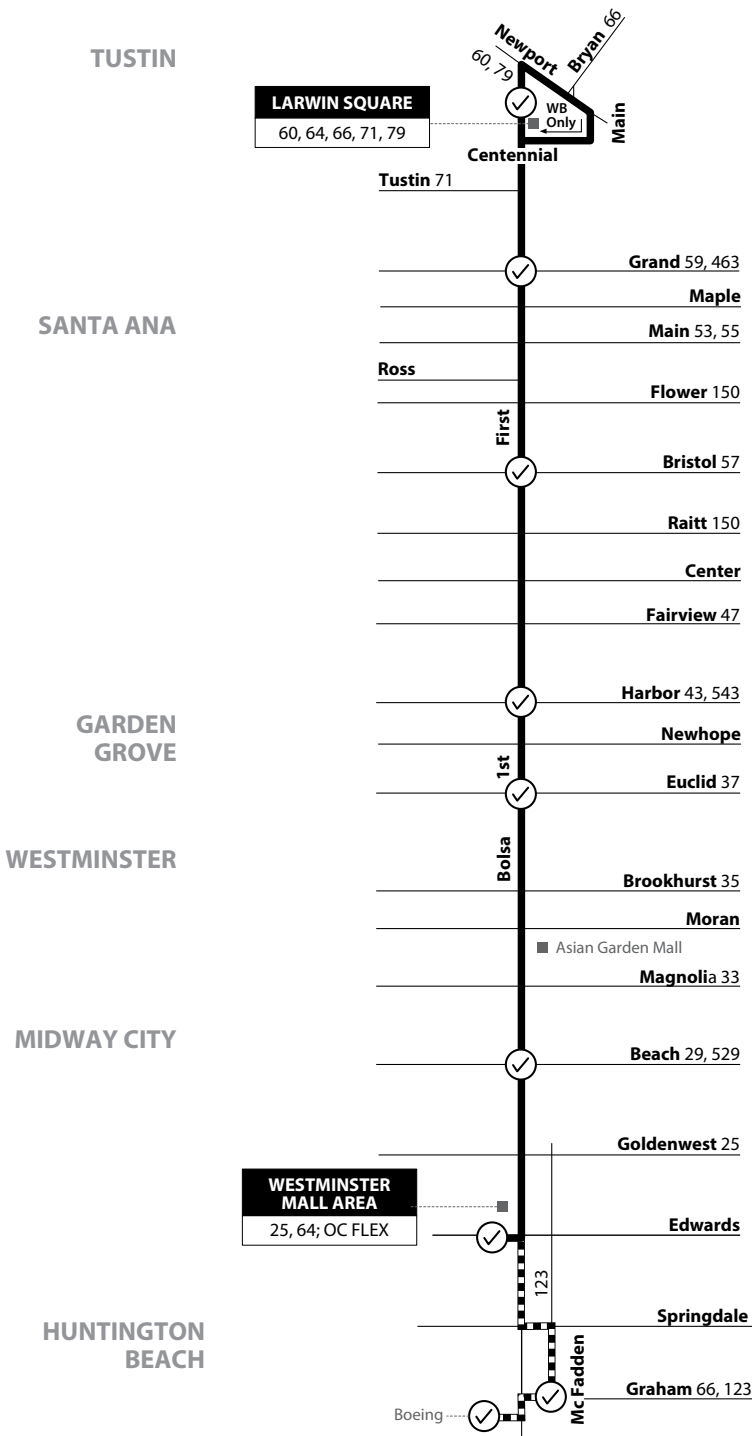 TUSTIN
Newport
Bryan 66
60, 79
LARWIN SQUARE
60, 64, 66, 71, 79
WB
Only
Main
Centennial
Tustin 71
Grand 59, 463
Maple
SANTA ANA
Main 53, 55
Ross
Flower 150
First
Bristol 57
Raitt 150
Center
Fairview 47
Harbor 43, 543
GARDEN
GROVE
Newhope
1st
Euclid 37
WESTMINSTER
Bolsa
Brookhurst 35
Moran
Asian Garden Mall
Magnolia 33
MIDWAY CITY
Beach 29, 529
Goldenwest 25
WESTMINSTER
MALL AREA
25, 64; OC FLEX
Edwards
123
Springdale
HUNTINGTON
BEACH
Mc Fadden
Graham 66, 123
Boeing